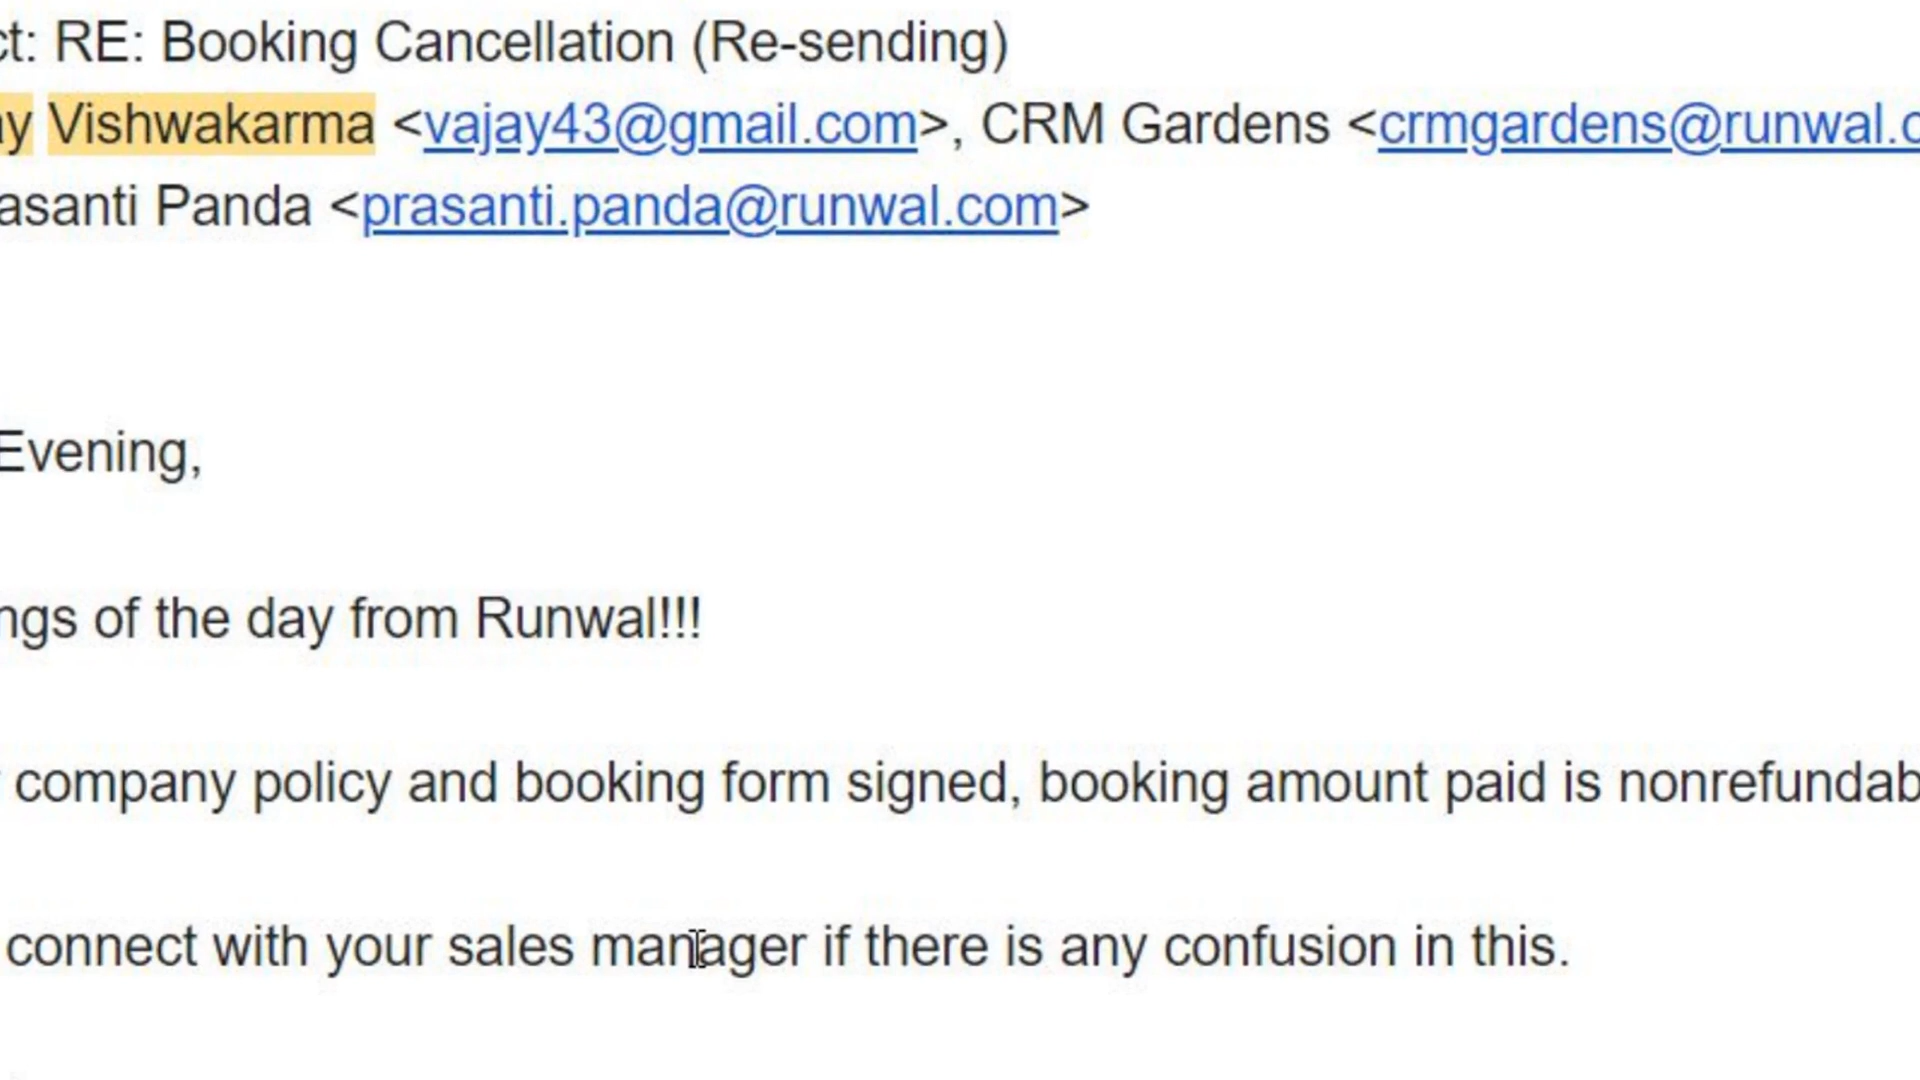 ct: RE: Booking Cancellation (Re-sending)
ay Vishwakarma <vajay43@gmail.com>, CRM Gardens <crmgardens@runwal.c
asanti Panda <prasanti.panda@runwal.com>
Evening,
ngs of the day from Runwal!!!
company policy and booking form signed, booking amount paid is nonrefundab
connect with your sales manager if there is any confusion in this.